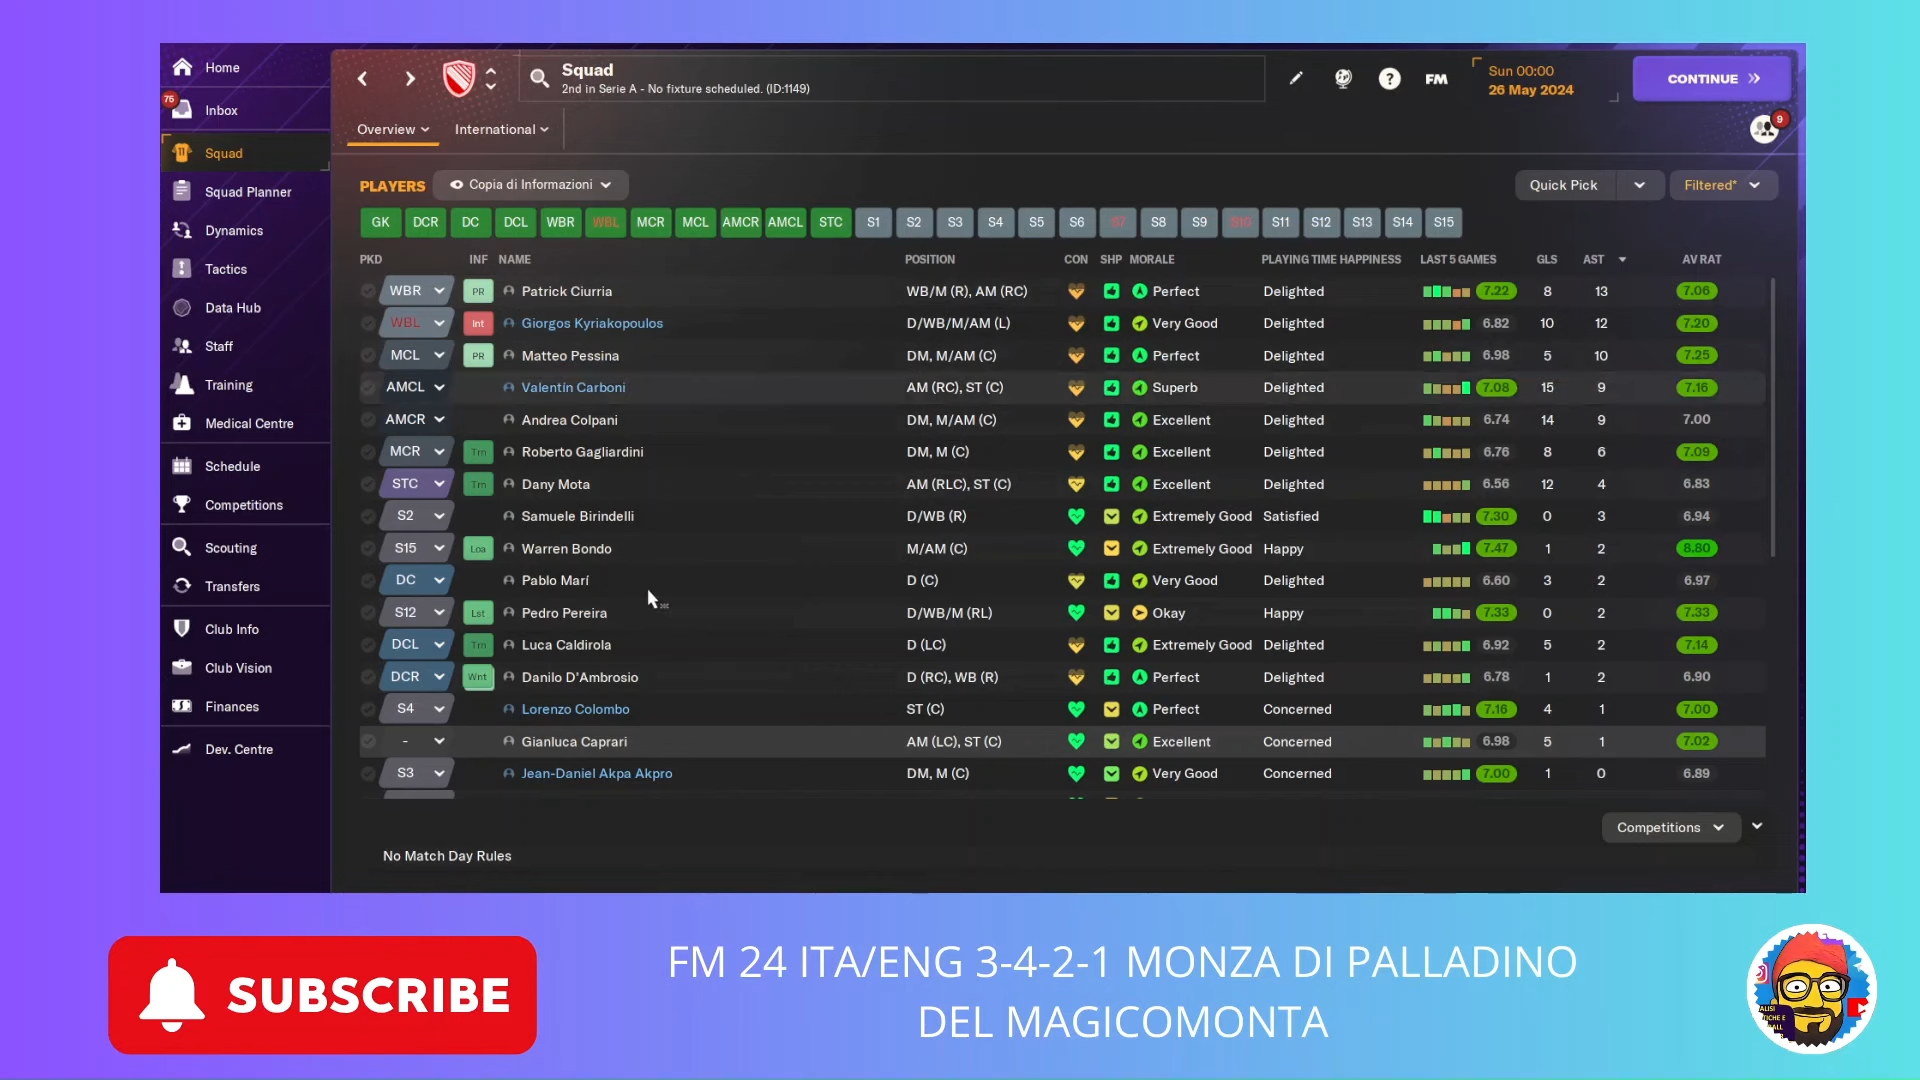 Home
75
Inbox
Squad
Squad Planner
Dynamics
Tactics
Data Hub
Staff
Training
Medical Centre
Schedule
Competitions
Scouting
Transfers
Club Info
Club Vision
Finances
Dev. Centre
Squad
2nd in Serie A - No fixture scheduled. (ID:1149)
FM
Sun 00:00
26 May 2024
CONTINUE
Overview International
9
PLAYERS Copia di Informazioni Quick Pick Filtered*
GK DCR DC DCL WBR WBL MCR MCL AMCR AMCL STC S1 S2 S3 S4 S5 S6 S7 S8 S9 S10 S11 S12 S13 S14 S15
PKD INF NAME POSITION CON SHP MORALE PLAYING TIME HAPPINESS LAST 5 GAMES GLS AST AV RAT
WBR PR Patrick Ciurria WB/M (R), AM (RC) Perfect Delighted 7.22 8 13 7.06
WBL Int Giorgos Kyriakopoulos D/WB/M/AM (L) Very Good Delighted 6.82 10 12 7.20
MCL PR Matteo Pessina DM, M/AM (C) Perfect Delighted 6.98 5 10 7.25
AMCL Valentín Carboni AM (RC), ST (C) Superb Delighted 7.08 15 9 7.16
AMCR Andrea Colpani DM, M/AM (C) Excellent Delighted 6.74 14 9 7.00
MCR Trn Roberto Gagliardini DM, M (C) Excellent Delighted 6.76 8 6 7.09
STC Trn Dany Mota AM (RLC), ST (C) Excellent Delighted 6.56 12 4 6.83
S2 Samuele Birindelli D/WB (R) Extremely Good Satisfied 7.30 0 3 6.94
S15 Loa Warren Bondo M/AM (C) Extremely Good Happy 7.47 1 2 8.80
DC Pablo Marí D (C) Very Good Delighted 6.60 3 2 6.97
S12 Lst Pedro Pereira D/WB/M (RL) Okay Happy 7.33 0 2 7.33
DCL Trn Luca Caldirola D (LC) Extremely Good Delighted 6.92 5 2 7.14
DCR Wnt Danilo D'Ambrosio D (RC), WB (R) Perfect Delighted 6.78 1 2 6.90
S4 Lorenzo Colombo ST (C) Perfect Concerned 7.16 4 1 7.00
- Gianluca Caprari AM (LC), ST (C) Excellent Concerned 6.98 5 1 7.02
S3 Jean-Daniel Akpa Akpro DM, M (C) Very Good Concerned 7.00 1 0 6.89
Competitions
No Match Day Rules
SUBSCRIBE
FM 24 ITA/ENG 3-4-2-1 MONZA DI PALLADINO
DEL MAGICOMONTA